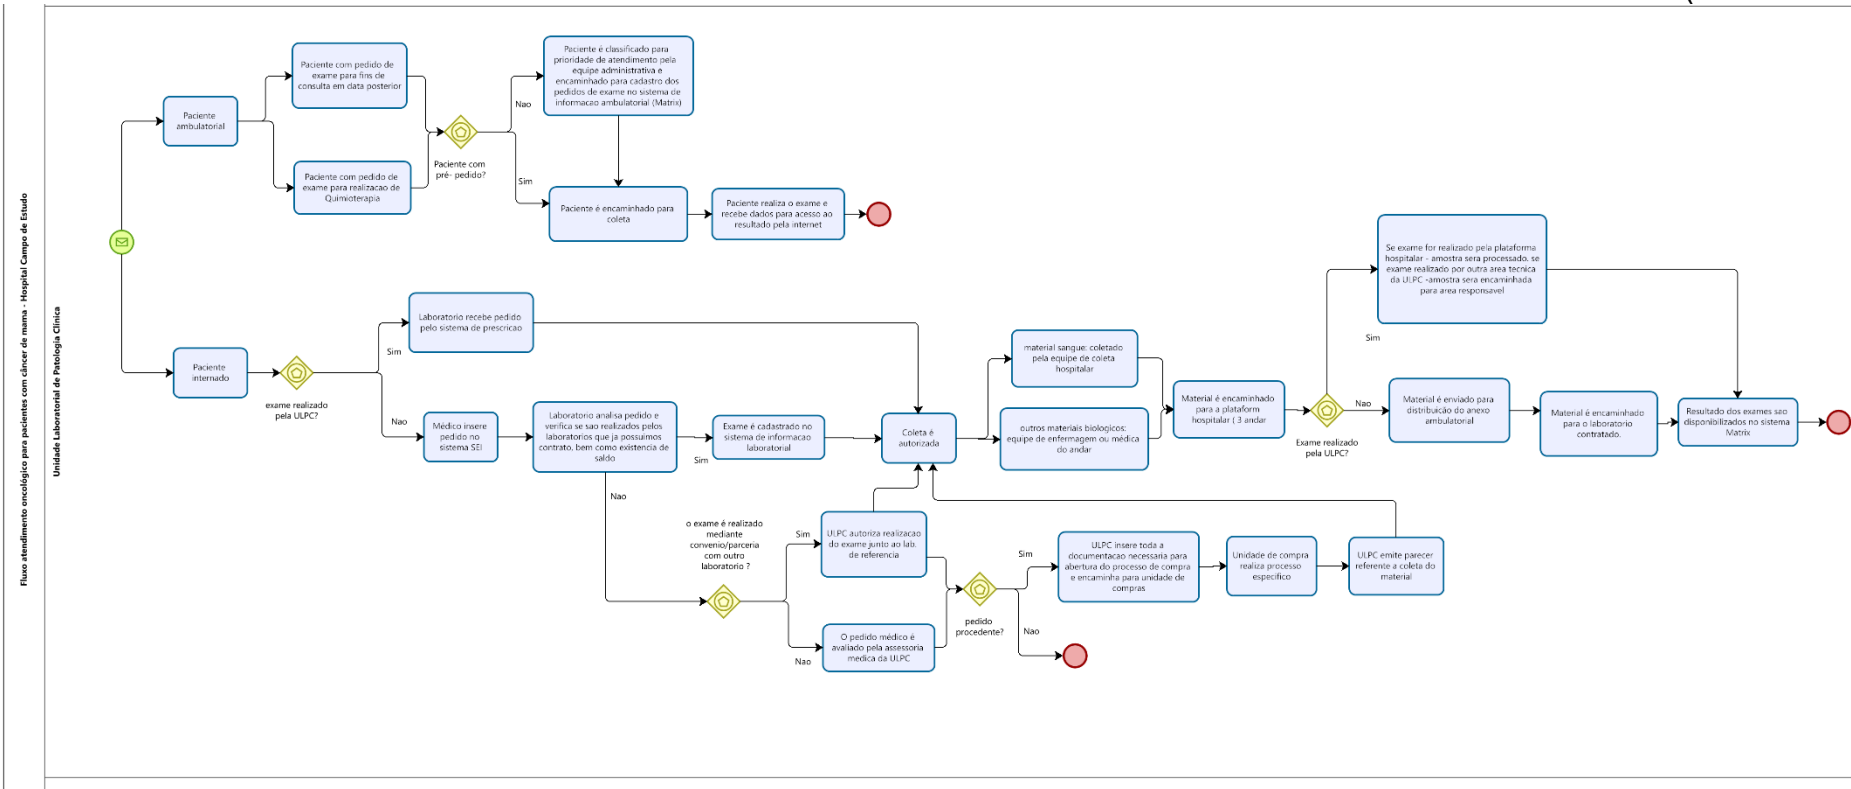 Fluxo atendimento oncológico para pacientes com câncer de mama - Hospital Campo de Estudo
Unidade Laboratorial de Patologia Clínica
Paciente
ambulatorial
Paciente com pedido de
exame para fins de
consulta em data posterior
Paciente com pedido de
exame para realizacao de
Quimioterapia
Paciente com
pré- pedido?
Nao
Sim
Paciente é classificado para
prioridade de atendimento pela
equipe administrativa e
encaminhado para cadastro dos
pedidos de exame no sistema de
informacao ambulatorial (Matrix)
Paciente é encaminhado para
coleta
Paciente realiza o exame e
recebe dados para acesso ao
resultado pela internet
Paciente
internado
exame realizado
pela ULPC?
Sim
Nao
Laboratorio recebe pedido
pelo sistema de prescricao
Médico insere
pedido no
sistema SEI
Laboratorio analisa pedido e
verifica se sao realizados pelos
laboratorios que ja possuimos
contrato, bem como existencia de
saldo
Sim
Nao
Exame é cadastrado no
sistema de informacao
laboratorial
Coleta é
autorizada
o exame é realizado
mediante
convenio/parceria
com outro
laboratorio ?
Sim
Nao
ULPC autoriza realizacao
do exame junto ao lab.
de referencia
O pedido médico é
avaliado pela assessoria
medica da ULPC
pedido
procedente?
Sim
Nao
ULPC insere toda a
documentacao necessaria para
abertura do processo de compra
e encaminha para unidade de
compras
Unidade de compra
realiza processo
especifico
ULPC emite parecer
referente a coleta do
material
material sangue: coletado
pela equipe de coleta
hospitalar
outros materiais biologicos:
equipe de enfermagem ou médica
do andar
Material é encaminhado
para a plataform
hospitalar ( 3 andar
Exame realizado
pela ULPC?
Sim
Nao
Se exame for realizado pela plataforma
hospitalar - amostra sera processado. se
exame realizado por outra area tecnica
da ULPC -amostra sera encaminhada
para area responsavel
Material é enviado para
distribuicão do anexo
ambulatorial
Material é encaminhado
para o laboratorio
contratado.
Resultado dos exames sao
disponibilizados no sistema
Matrix